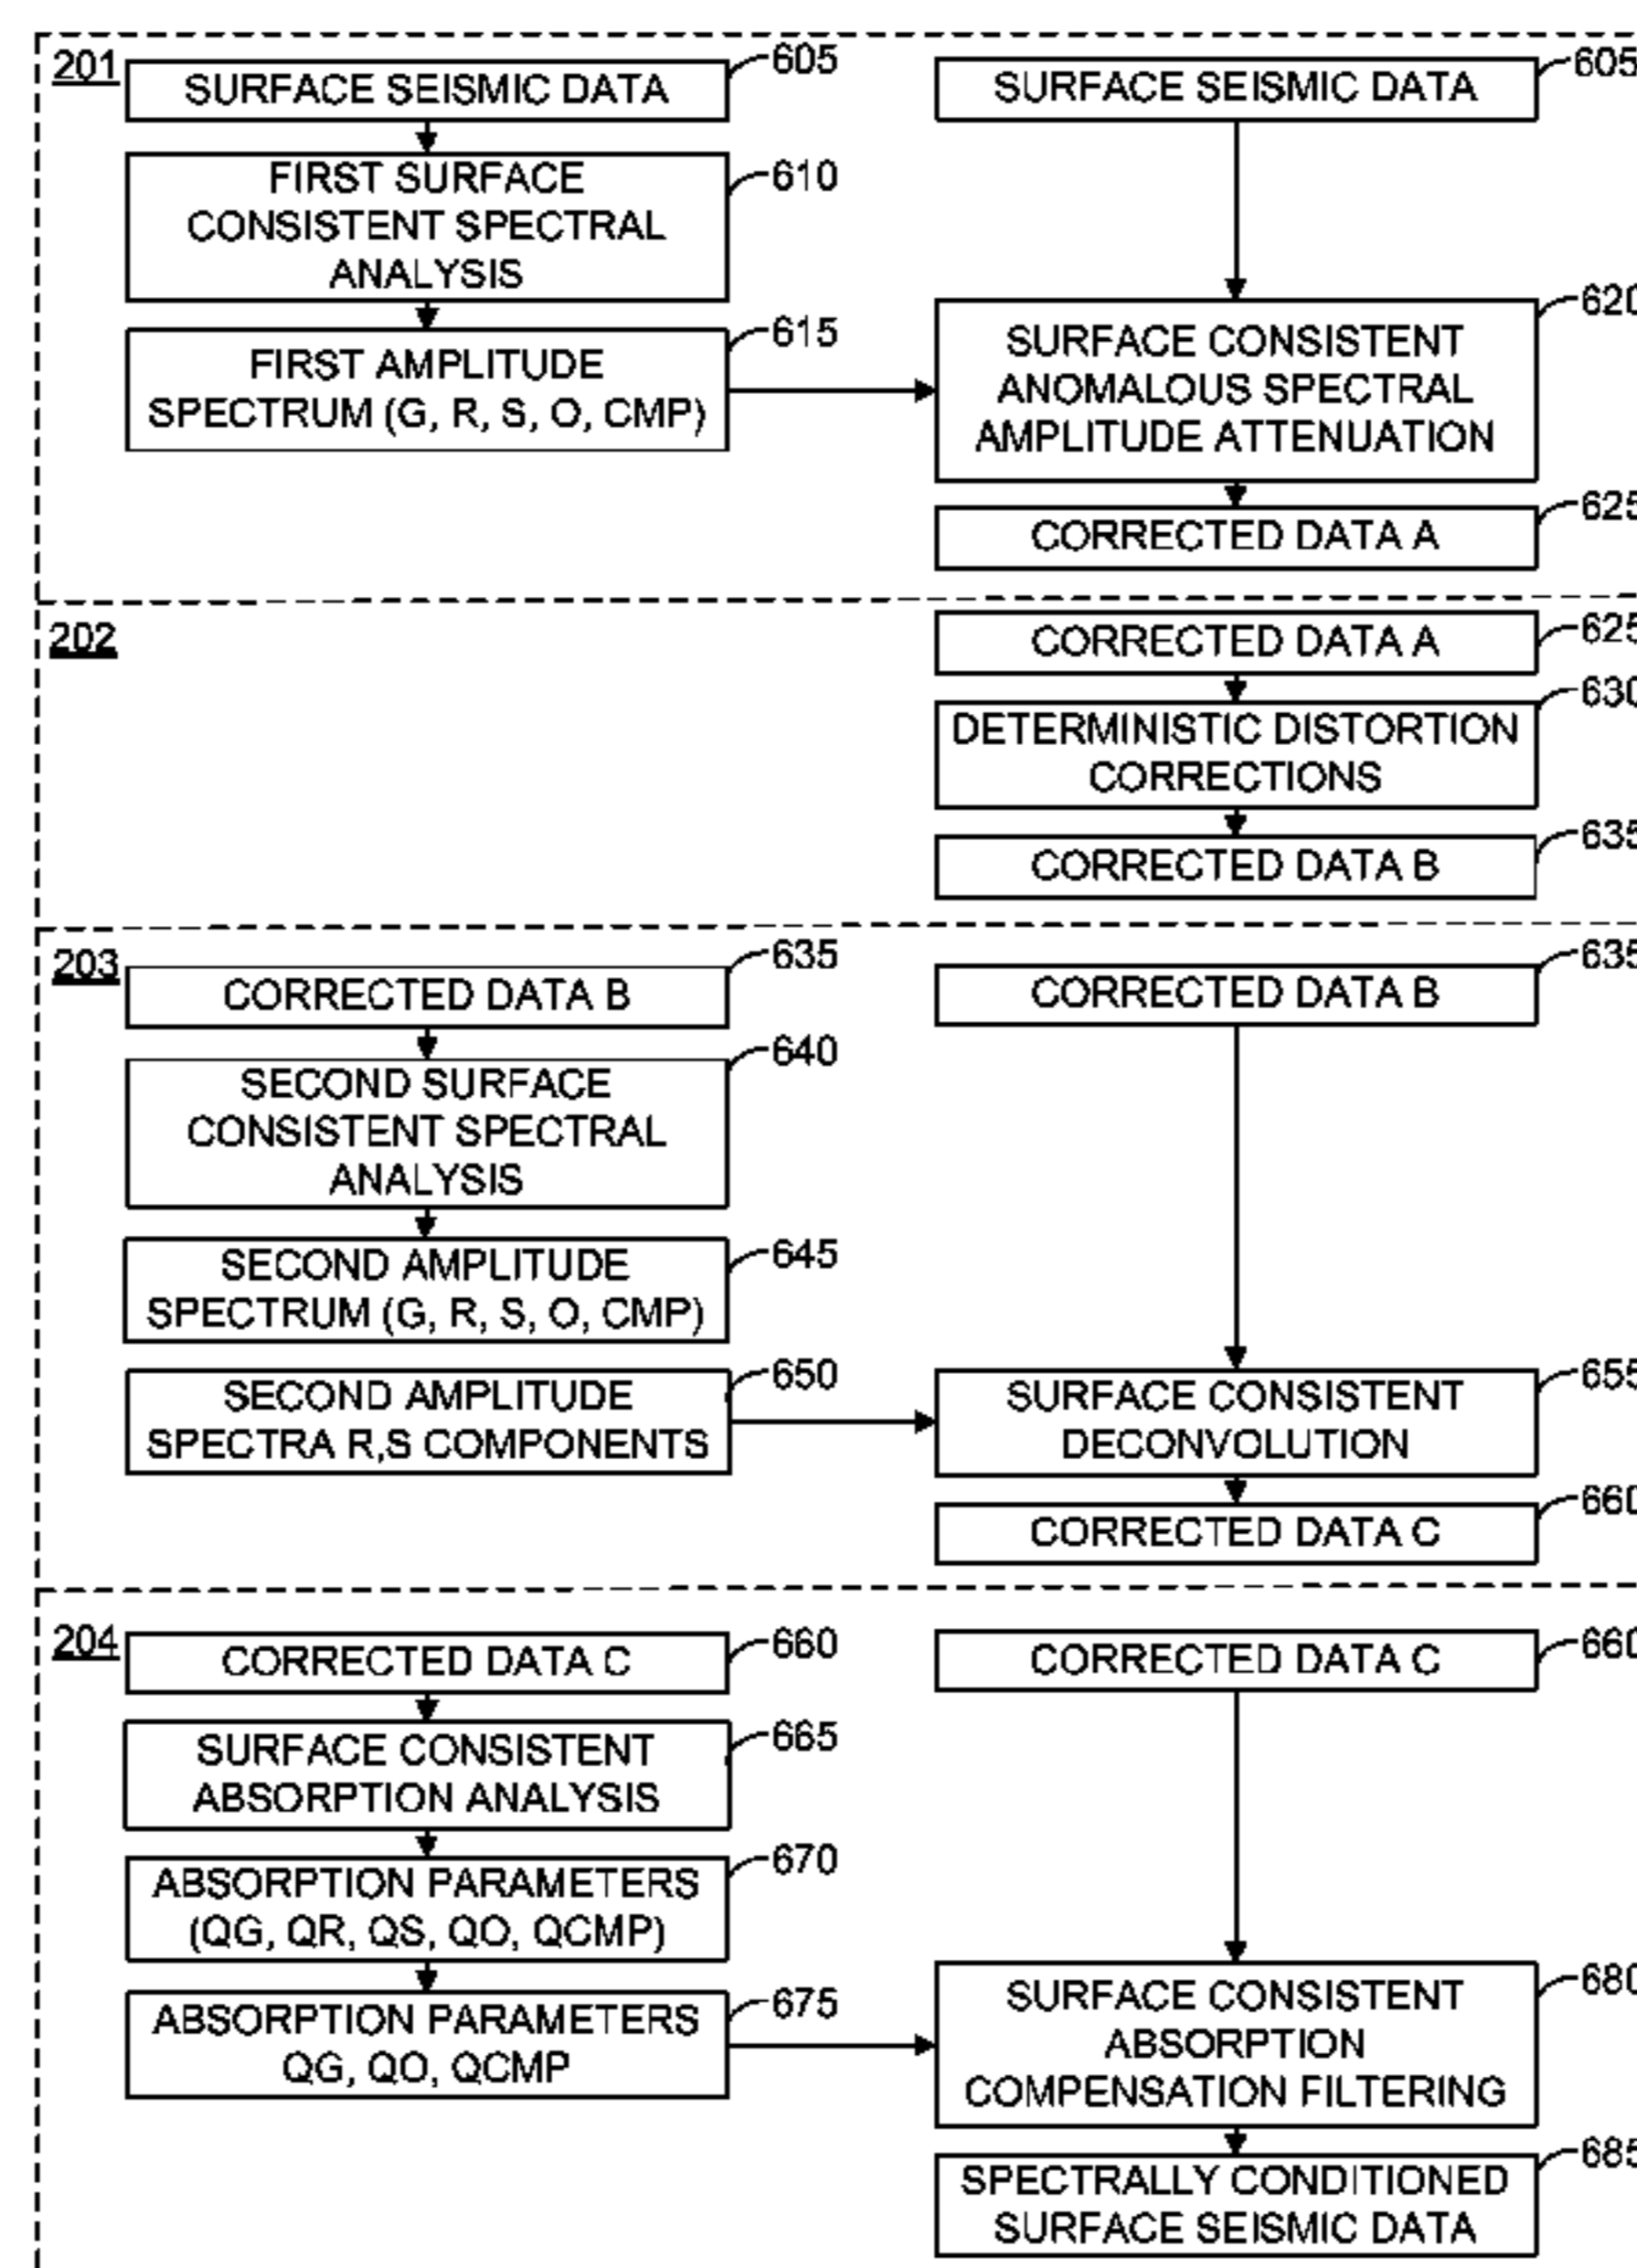 201
SURFACE SEISMIC DATA
605
FIRST SURFACE
CONSISTENT SPECTRAL
ANALYSIS
610
FIRST AMPLITUDE
SPECTRUM (G, R, S, O, CMP)
615
SURFACE SEISMIC DATA
605
SURFACE CONSISTENT
ANOMALOUS SPECTRAL
AMPLITUDE ATTENUATION
620
CORRECTED DATA A
625
202
CORRECTED DATA A
625
DETERMINISTIC DISTORTION
CORRECTIONS
630
CORRECTED DATA B
635
203
CORRECTED DATA B
635
SECOND SURFACE
CONSISTENT SPECTRAL
ANALYSIS
640
SECOND AMPLITUDE
SPECTRUM (G, R, S, O, CMP)
645
SECOND AMPLITUDE
SPECTRA R,S COMPONENTS
650
CORRECTED DATA B
635
SURFACE CONSISTENT
DECONVOLUTION
655
CORRECTED DATA C
660
204
CORRECTED DATA C
660
SURFACE CONSISTENT
ABSORPTION ANALYSIS
665
ABSORPTION PARAMETERS
(QG, QR, QS, QO, QCMP)
670
ABSORPTION PARAMETERS
QG, QO, QCMP
675
CORRECTED DATA C
660
SURFACE CONSISTENT
ABSORPTION
COMPENSATION FILTERING
680
SPECTRALLY CONDITIONED
SURFACE SEISMIC DATA
685